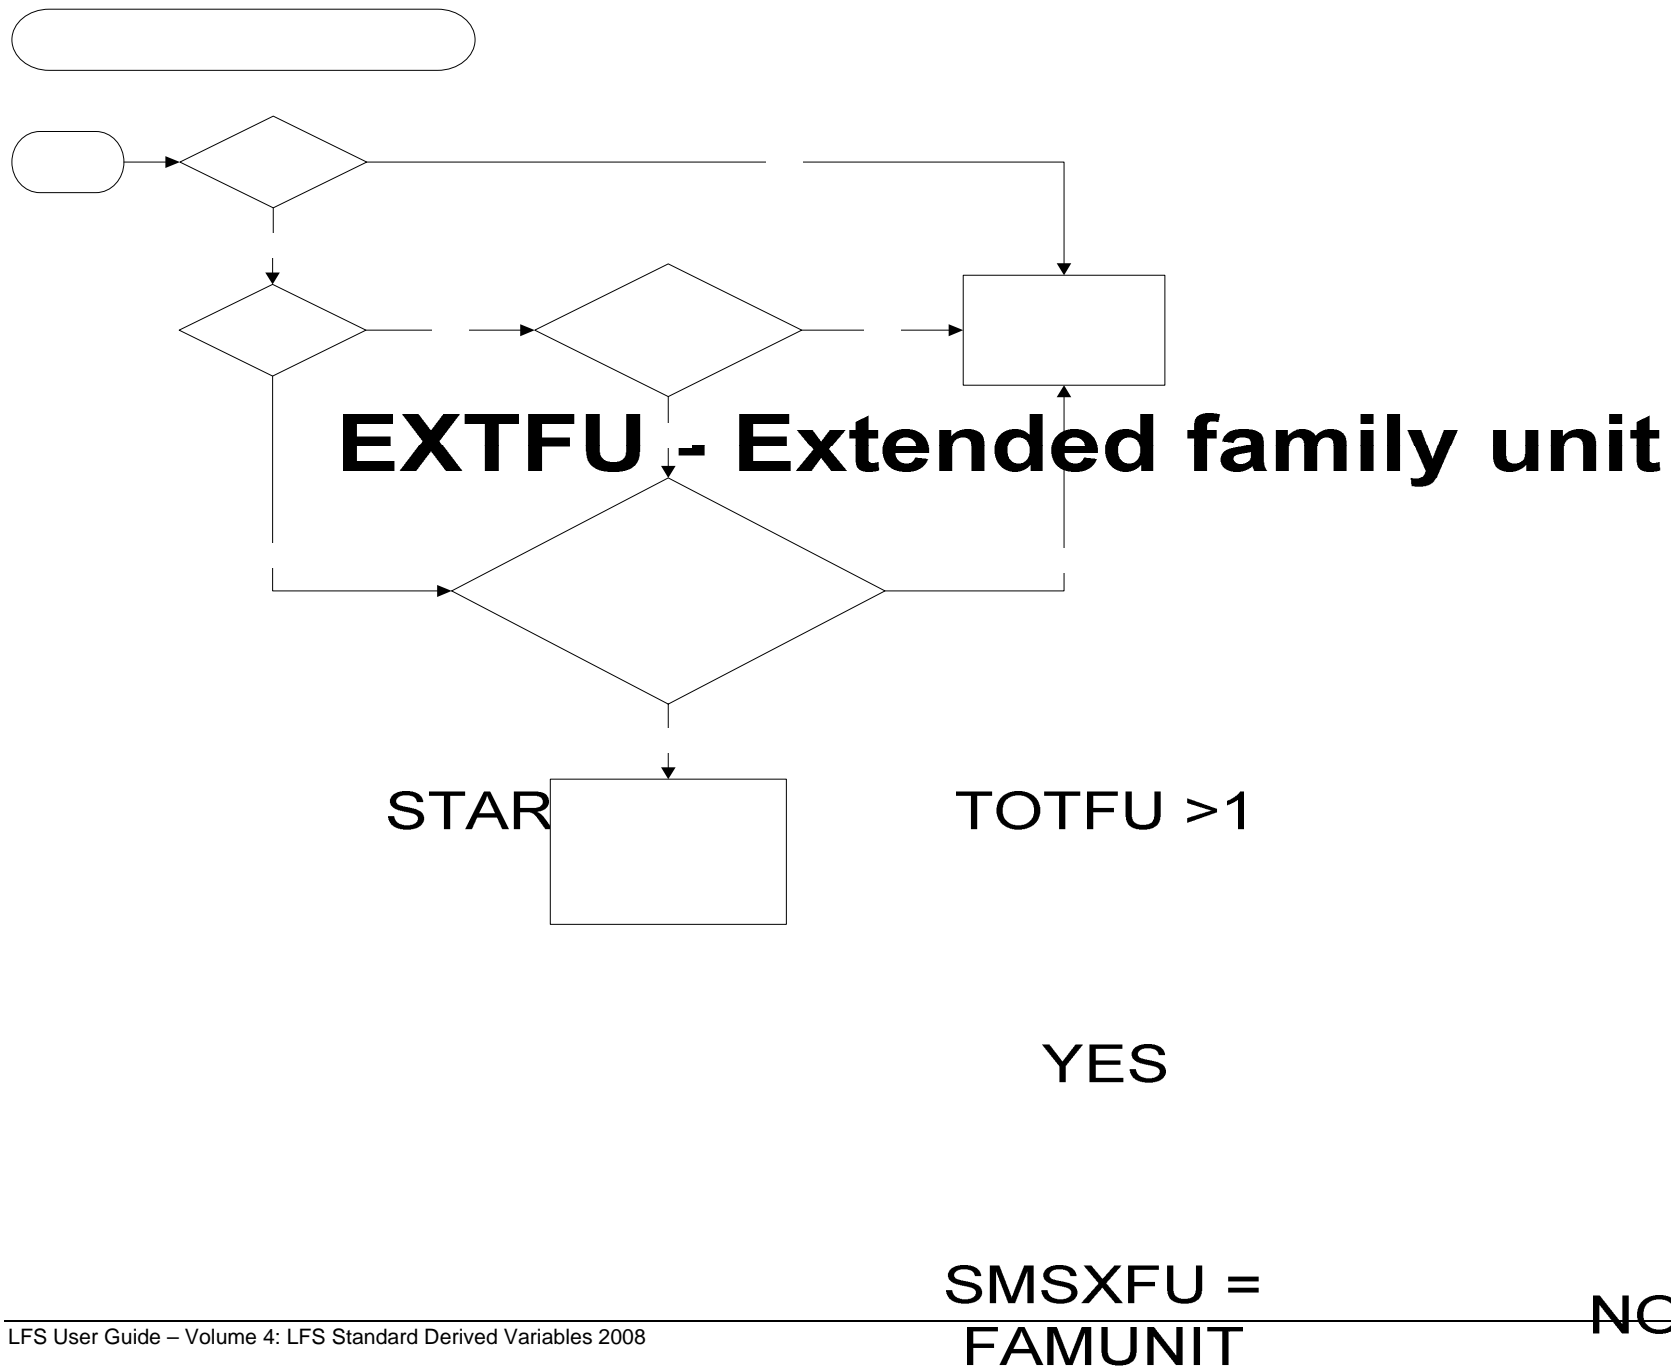 EXTFU - Extended family unit
STAR
TOTFU >1
YES
SMSXFU =
FAMUNIT
NO
LFS User Guide – Volume 4: LFS Standard Derived Variables 2008